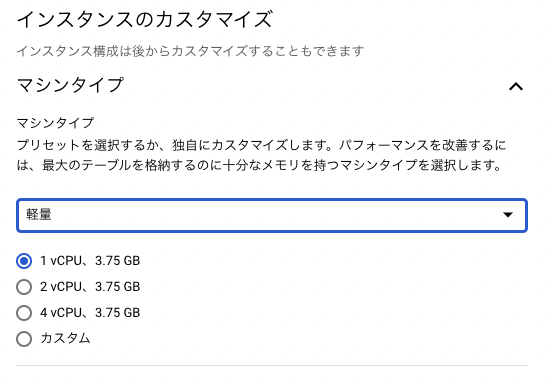 インスタンスのカスタマイズ
インスタンス構成は後からカスタマイズすることもできます
マシンタイプ
マシンタイプ
プリセットを選択するか、独自にカスタマイズします。パフォーマンスを改善するに
は、最大のテーブルを格納するのに十分なメモリを持つマシンタイプを選択します。
軽量
1 vCPU、3.75 GB
2 vCPU、3.75 GB
4 vCPU、3.75 GB
カスタム